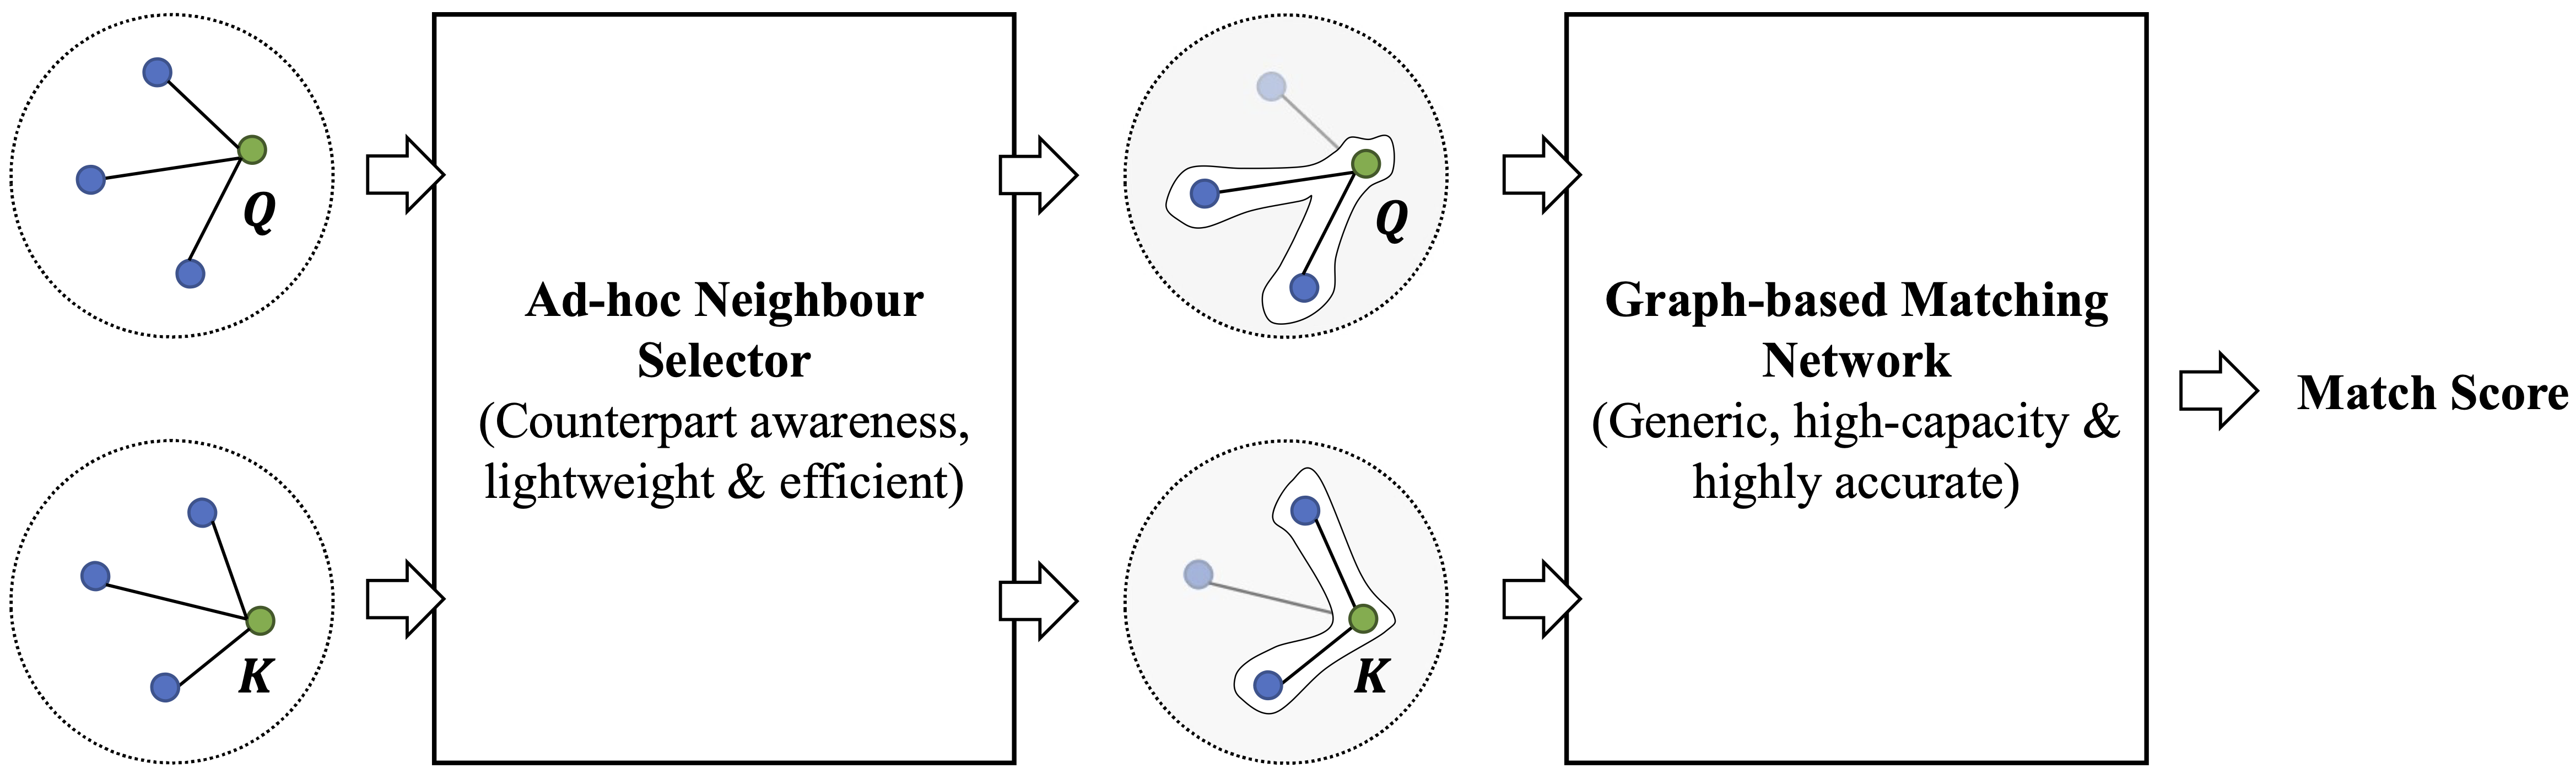 Q
K
Ad-hoc Neighbour
Selector
(Counterpart awareness,
lightweight & efficient)
Q
K
Graph-based Matching
Network
(Generic, high-capacity &
highly accurate)
Match Score